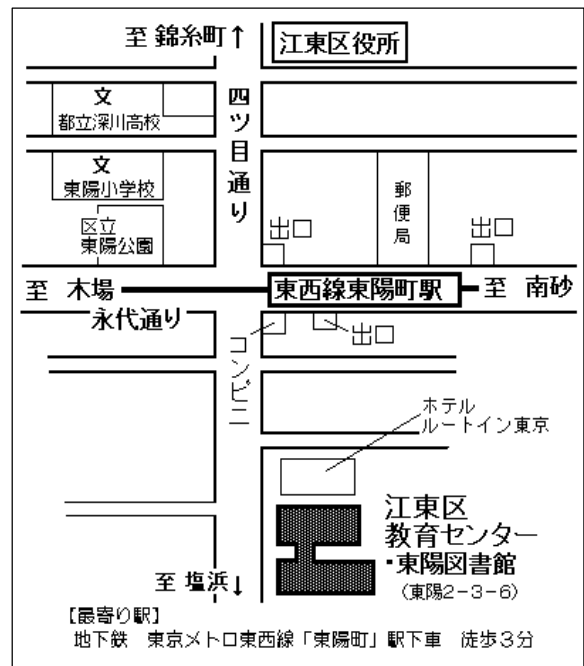 至 錦糸町↑
江東区役所
文
都立深川高校
四ツ目通り
文
東陽小学校
区立
東陽公園
郵便局
出口
出口
至 木場
東西線東陽町駅
至 南砂
永代通り
コンビニ
出口
ホテル
ルートイン東京
江東区
教育センター
・東陽図書館
(東陽2-3-6)
至 塩浜↓
【最寄り駅】
地下鉄 東京メトロ東西線「東陽町」駅下車 徒歩3分